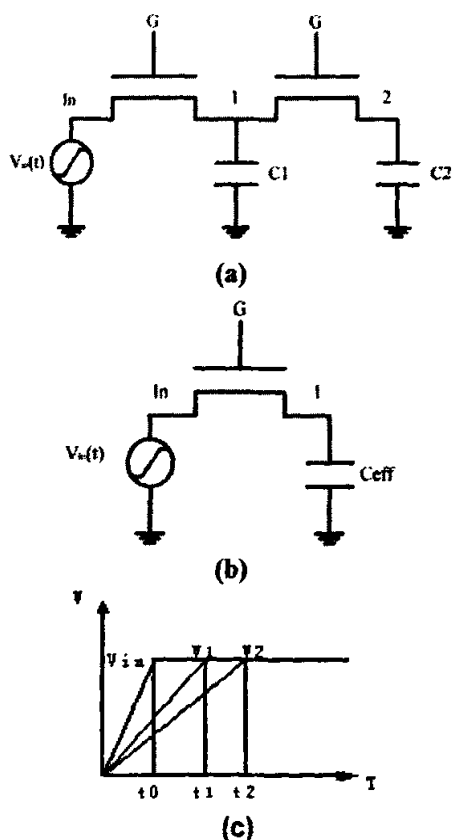 G G
In 1 2
C1 C2
(a)
G
In 1
Ceff
(b)
V
Vin V1 V2
t0 t1 t2 T
(c)